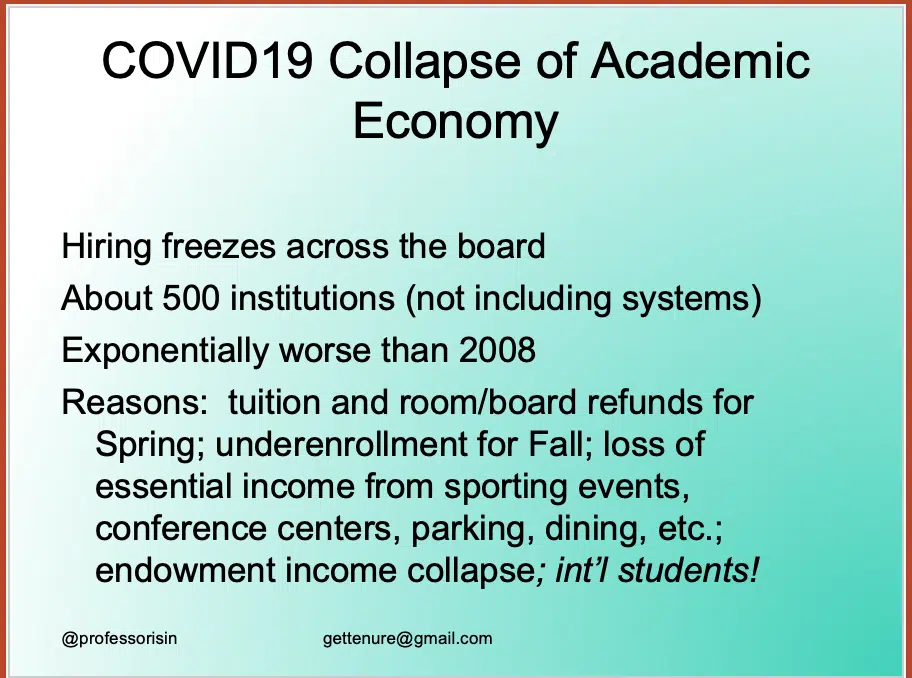 COVID19 Collapse of Academic
Economy
Hiring freezes across the board
About 500 institutions (not including systems)
Exponentially worse than 2008
Reasons:  tuition and room/board refunds for
Spring; underenrollment for Fall; loss of
essential income from sporting events,
conference centers, parking, dining, etc.;
endowment income collapse; int’l students!
@professorisin gettenure@gmail.com